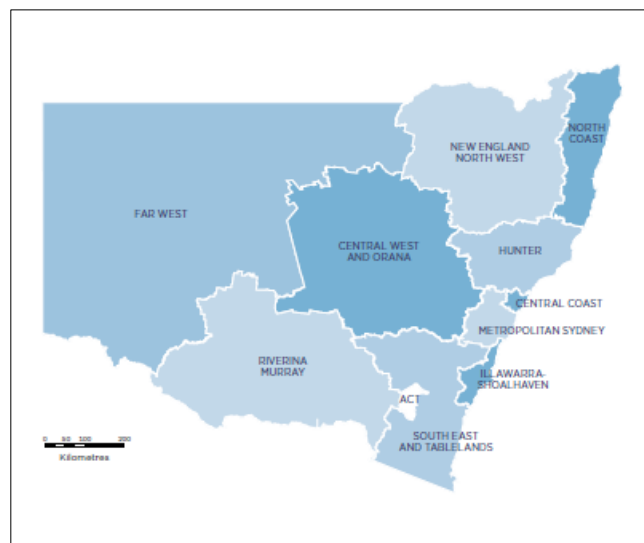 NORTH
COAST
NEW ENGLAND
NORTH WEST
FAR WEST
CENTRAL WEST
AND ORANA
HUNTER
CENTRAL COAST
METROPOLITAN SYDNEY
RIVERINA
MURRAY
ILLAWARRA-
SHOALHAVEN
ACT
SOUTH EAST
AND TABLELANDS
0 50 100 200
Kilometres